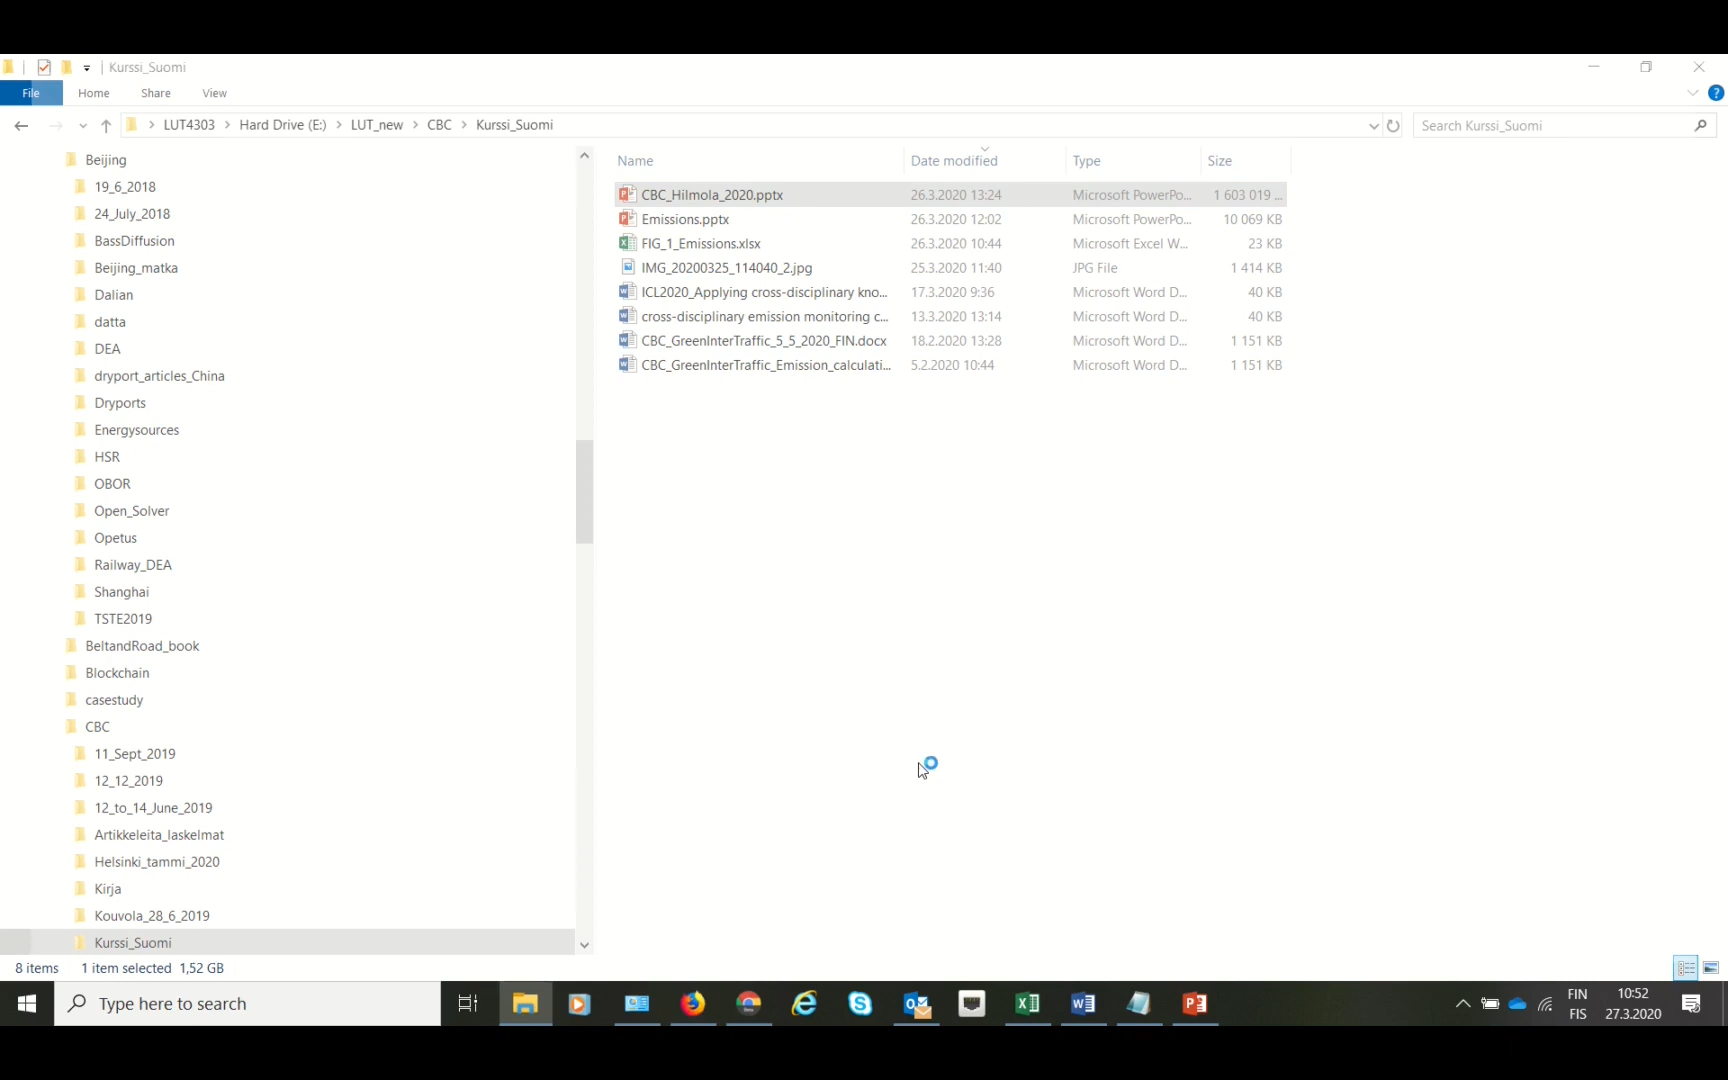 Kurssi_Suomi
File Home Share View
LUT4303 Hard Drive (E:) LUT_new CBC Kurssi_Suomi
Search Kurssi_Suomi
Beijing
19_6_2018
24_July_2018
BassDiffusion
Beijing_matka
Dalian
datta
DEA
dryport_articles_China
Dryports
Energysources
HSR
OBOR
Open_Solver
Opetus
Railway_DEA
Shanghai
TSTE2019
BeltandRoad_book
Blockchain
casestudy
CBC
11_Sept_2019
12_12_2019
12_to_14_June_2019
Artikkeleita_laskelmat
Helsinki_tammi_2020
Kirja
Kouvola_28_6_2019
Kurssi_Suomi
Name Date modified Type Size
CBC_Hilmola_2020.pptx 26.3.2020 13:24 Microsoft PowerPo... 1 603 019 ...
Emissions.pptx 26.3.2020 12:02 Microsoft PowerPo... 10 069 KB
FIG_1_Emissions.xlsx 26.3.2020 10:44 Microsoft Excel W... 23 KB
IMG_20200325_114040_2.jpg 25.3.2020 11:40 JPG File 1 414 KB
ICL2020_Applying cross-disciplinary kno... 17.3.2020 9:36 Microsoft Word D... 40 KB
cross-disciplinary emission monitoring c... 13.3.2020 13:14 Microsoft Word D... 40 KB
CBC_GreenInterTraffic_5_5_2020_FIN.docx 18.2.2020 13:28 Microsoft Word D... 1 151 KB
CBC_GreenInterTraffic_Emission_calculati... 5.2.2020 10:44 Microsoft Word D... 1 151 KB
8 items 1 item selected 1,52 GB
Type here to search
FIN 10:52
FIS 27.3.2020